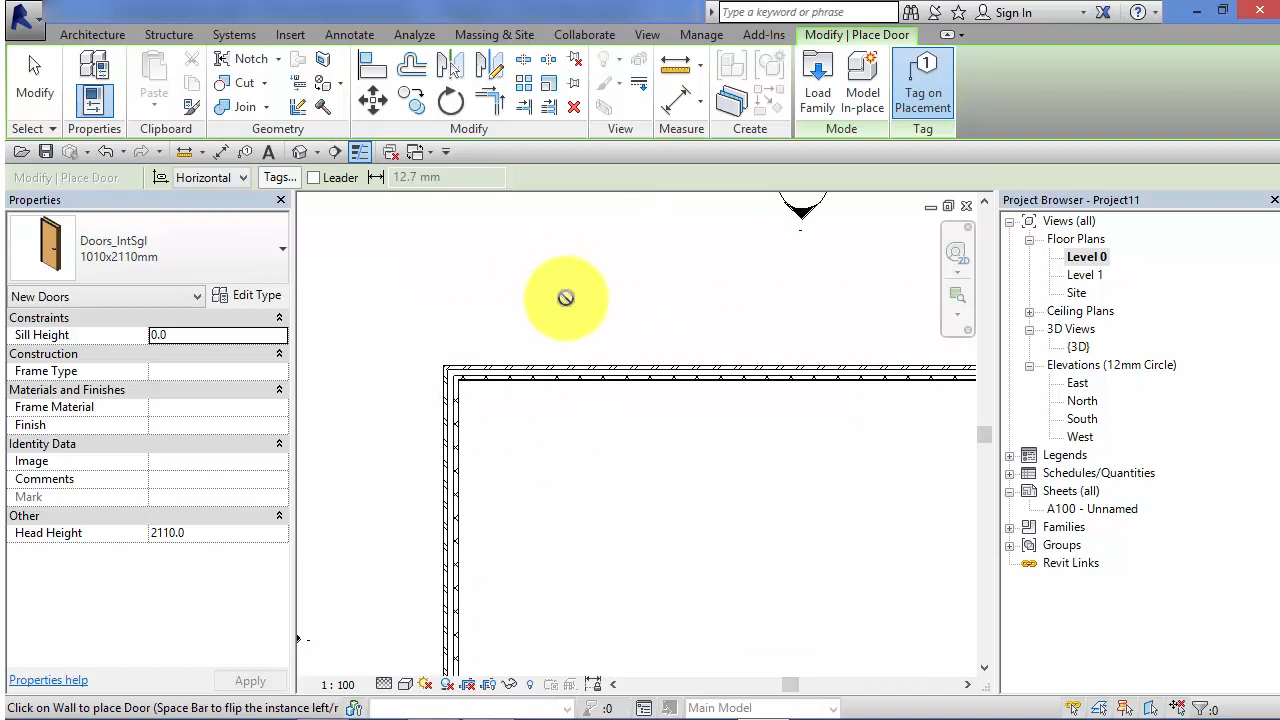 Type a keyword or phrase
Sign In
Architecture Structure Systems Insert Annotate Analyze Massing & Site Collaborate View Manage Add-Ins Modify | Place Door
Modify
Paste
Notch
Cut
Join
Load Family
Model In-place
Tag on Placement
Select Properties Clipboard Geometry Modify View Measure Create Mode Tag
Modify | Place Door Horizontal Tags... Leader 12.7 mm
Properties
Doors_IntSgl
1010x2110mm
New Doors Edit Type
Constraints
Sill Height 0.0
Construction
Frame Type
Materials and Finishes
Frame Material
Finish
Identity Data
Image
Comments
Mark
Other
Head Height 2110.0
Properties help Apply
2D
1 : 100
Project Browser - Project11
Views (all)
Floor Plans
Level 0
Level 1
Site
Ceiling Plans
3D Views
{3D}
Elevations (12mm Circle)
East
North
South
West
Legends
Schedules/Quantities
Sheets (all)
A100 - Unnamed
Families
Groups
Revit Links
Click on Wall to place Door (Space Bar to flip the instance left/r :0 Main Model :0